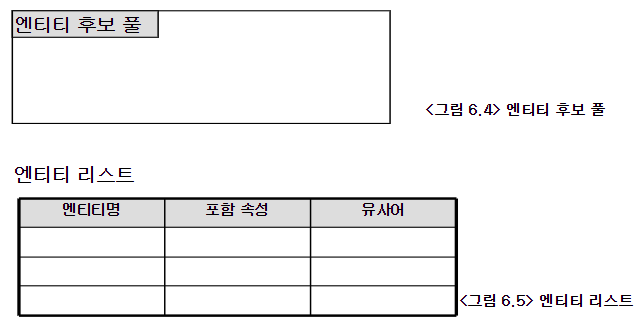 엔티티 후보 풀
<그림 6.4> 엔티티 후보 풀
엔티티 리스트
엔티티명 포함 속성 유사어
<그림 6.5> 엔티티 리스트